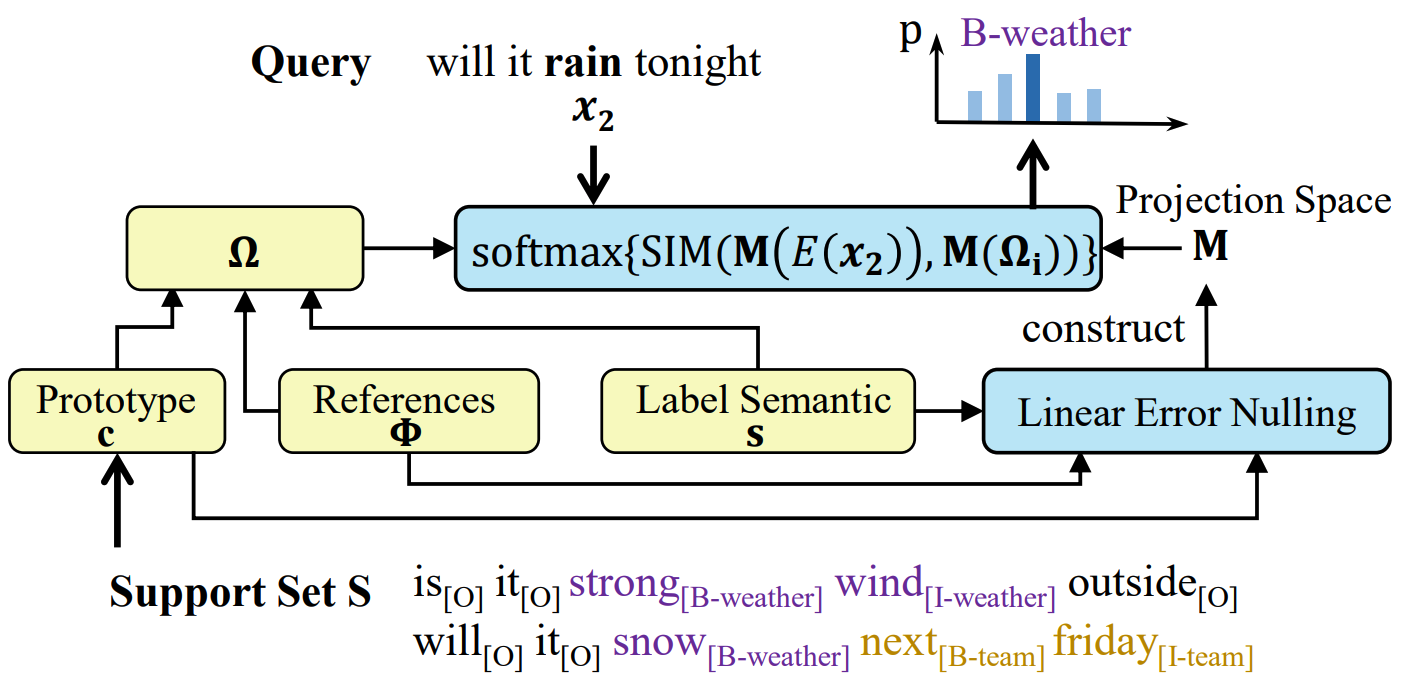 p B-weather
Query will it rain tonight
x₂
Projection Space
Ω softmax{SIM(M(E(x₂)), M(Ωᵢ))} M
construct
Prototype References Label Semantic Linear Error Nulling
c Φ s
Support Set S is[O] it[O] strong[B-weather] wind[I-weather] outside[O]
will[O] it[O] snow[B-weather] next[B-team] friday[I-team]